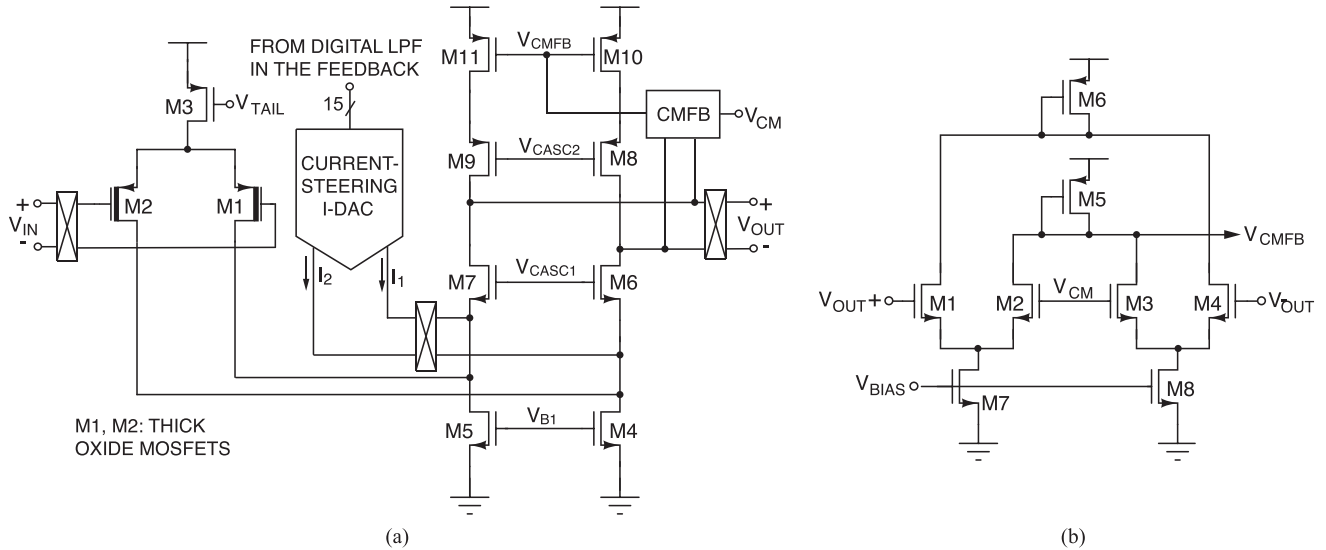 FROM DIGITAL LPF
IN THE FEEDBACK
15
CURRENT-
STEERING
I-DAC
I2
I1
M3
VTAIL
M2
M1
+
VIN
-
M1, M2: THICK
OXIDE MOSFETS
M11
VCMFB
M10
CMFB
VCM
M9
VCASC2
M8
+
VOUT
-
M7
VCASC1
M6
M5
VB1
M4
(a)
M6
M5
VCMFB
VOUT+
M1
M2
VCM
M3
M4
VOUT-
VBIAS
M7
M8
(b)